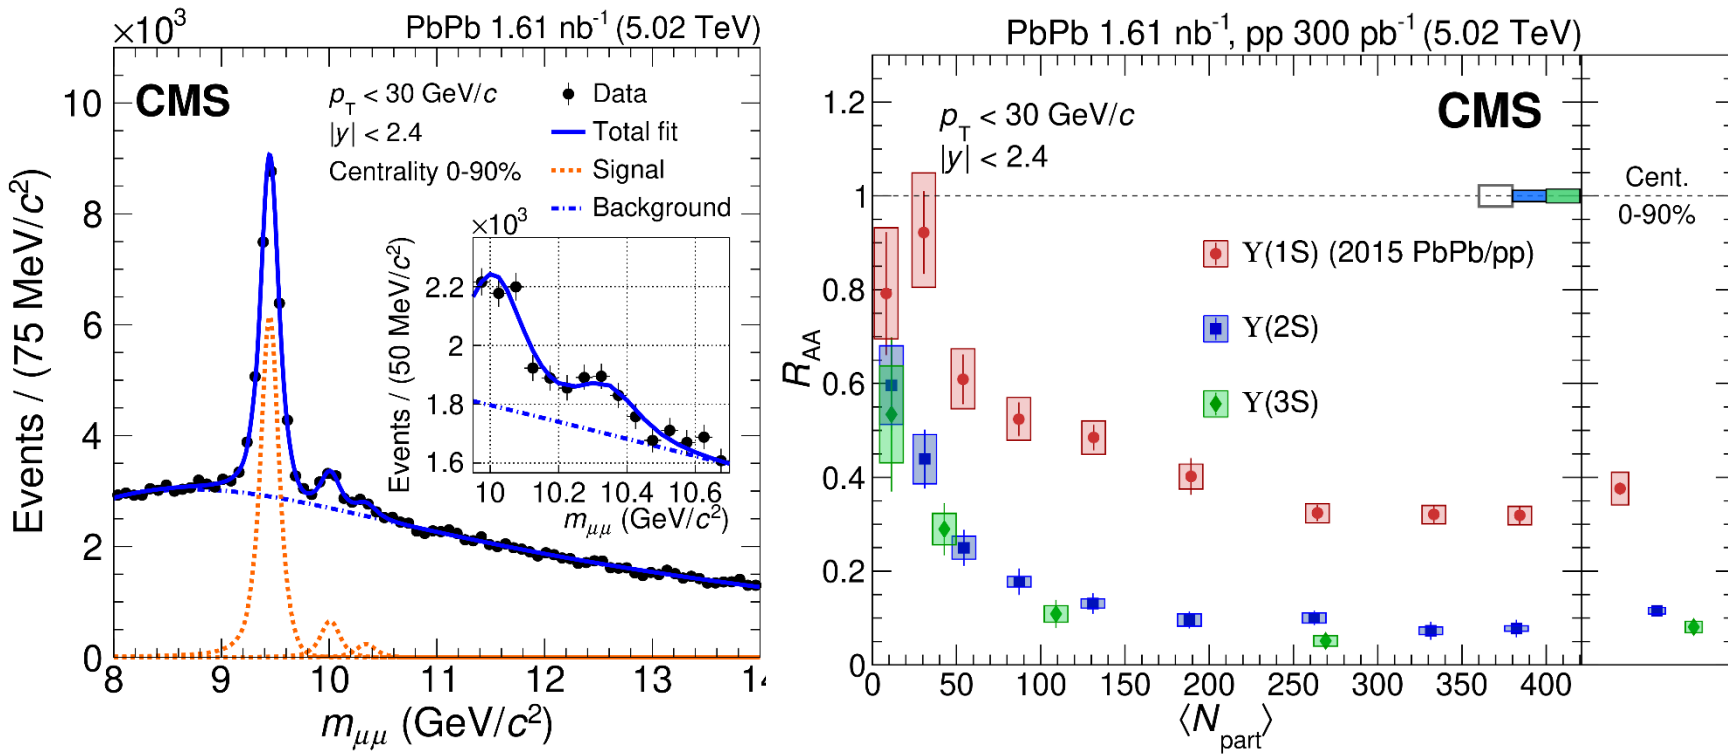 ×10³
PbPb 1.61 nb⁻¹ (5.02 TeV)
CMS
p_T < 30 GeV/c
|y| < 2.4
Centrality 0-90%
Data
Total fit
Signal
Background
Events / (75 MeV/c²)
10
8
6
4
2
0
8 9 10 11 12 13 14
m_μμ (GeV/c²)
×10³
Events / (50 MeV/c²)
2.2
2
1.8
1.6
10 10.2 10.4 10.6
m_μμ (GeV/c²)
PbPb 1.61 nb⁻¹, pp 300 pb⁻¹ (5.02 TeV)
p_T < 30 GeV/c
|y| < 2.4
CMS
Cent.
0-90%
ϒ(1S) (2015 PbPb/pp)
ϒ(2S)
ϒ(3S)
R_AA
1.2
1
0.8
0.6
0.4
0.2
0
0 50 100 150 200 250 300 350 400
⟨N_part⟩